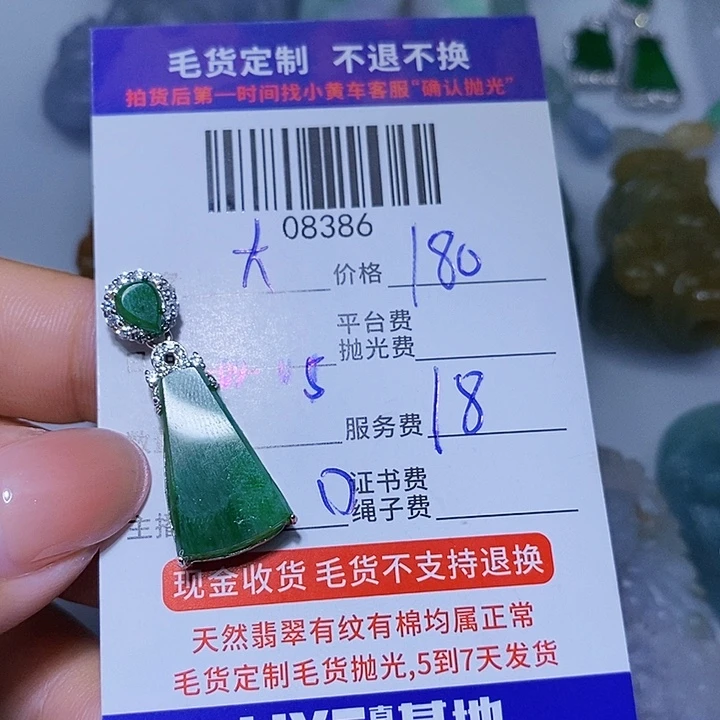 毛货定制 不退不换
拍货后第一时间找小黄车客服“确认抛光”
08386
大 价格 180
平台费
抛光费
5
服务费 18
0 证书费
绳子费
主播
现金收货 毛货不支持退换
天然翡翠有纹有棉均属正常
毛货定制毛货抛光,5到7天发货
基地